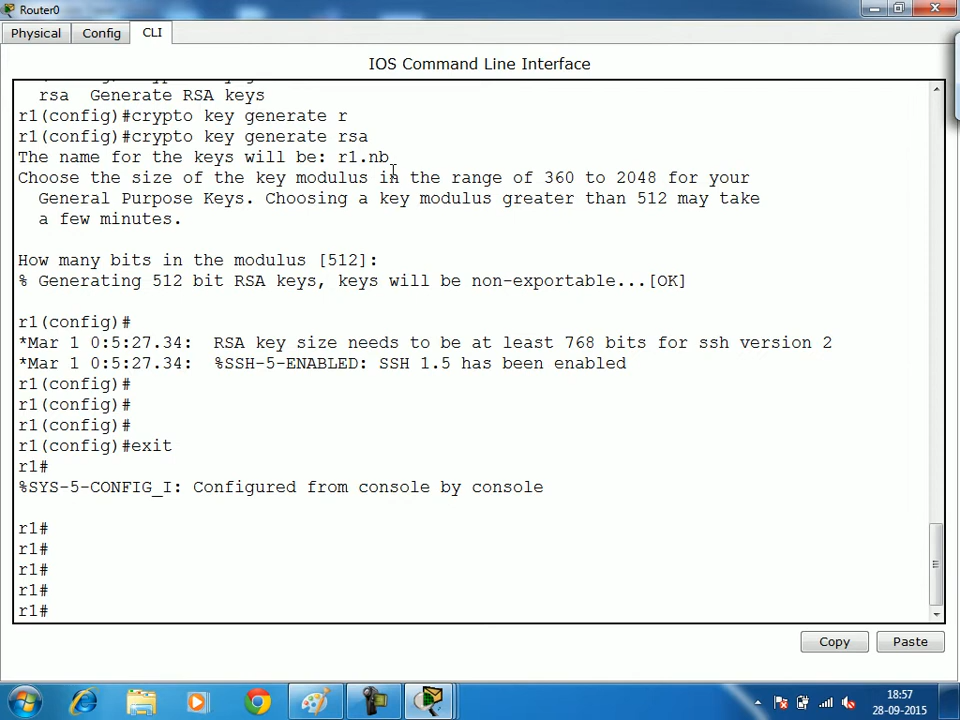 Router0
Physical
Config
CLI
IOS Command Line Interface
rsa  Generate RSA keys
r1(config)#crypto key generate r
r1(config)#crypto key generate rsa
The name for the keys will be: r1.nb
Choose the size of the key modulus in the range of 360 to 2048 for your
General Purpose Keys. Choosing a key modulus greater than 512 may take
a few minutes.
How many bits in the modulus [512]:
% Generating 512 bit RSA keys, keys will be non-exportable...[OK]
r1(config)#
*Mar 1 0:5:27.34:  RSA key size needs to be at least 768 bits for ssh version 2
*Mar 1 0:5:27.34:  %SSH-5-ENABLED: SSH 1.5 has been enabled
r1(config)#
r1(config)#
r1(config)#
r1(config)#exit
r1#
%SYS-5-CONFIG_I: Configured from console by console
r1#
r1#
r1#
r1#
r1#
Copy
Paste
18:57
28-09-2015